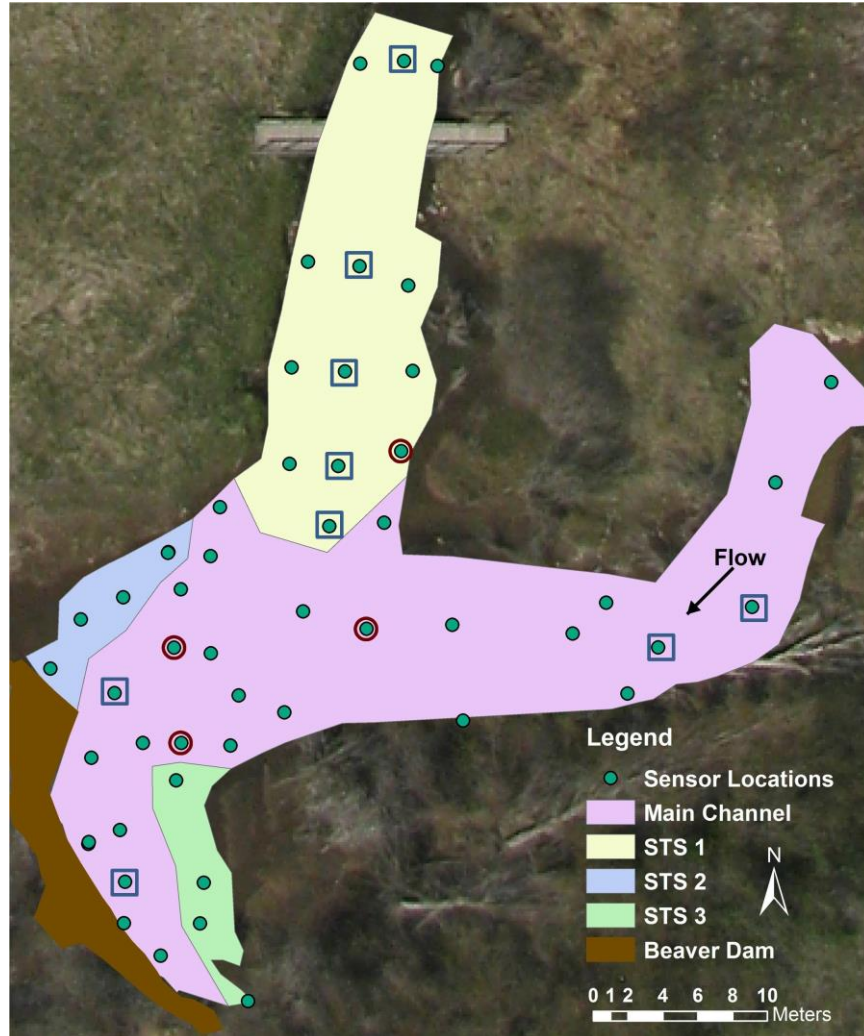 Flow
Legend
Sensor Locations
Main Channel
STS 1
STS 2
STS 3
Beaver Dam
N
0 1 2 4 6 8 10
Meters